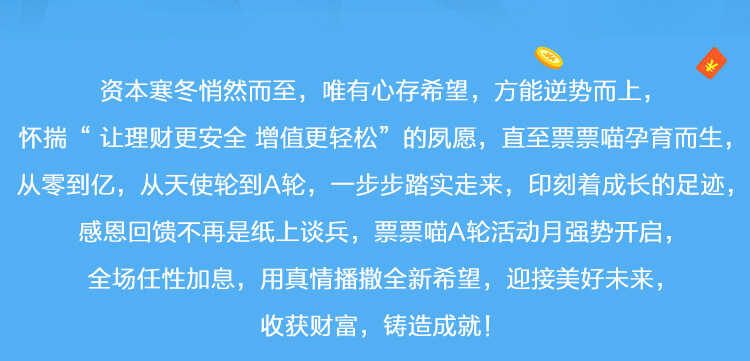 资本寒冬悄然而至，唯有心存希望，方能逆势而上，
怀揣“ 让理财更安全 增值更轻松”的夙愿，直至票票喵孕育而生，
从零到亿，从天使轮到A轮，一步步踏实走来，印刻着成长的足迹，
感恩回馈不再是纸上谈兵，票票喵A轮活动月强势开启，
全场任性加息，用真情播撒全新希望，迎接美好未来，
收获财富，铸造成就！